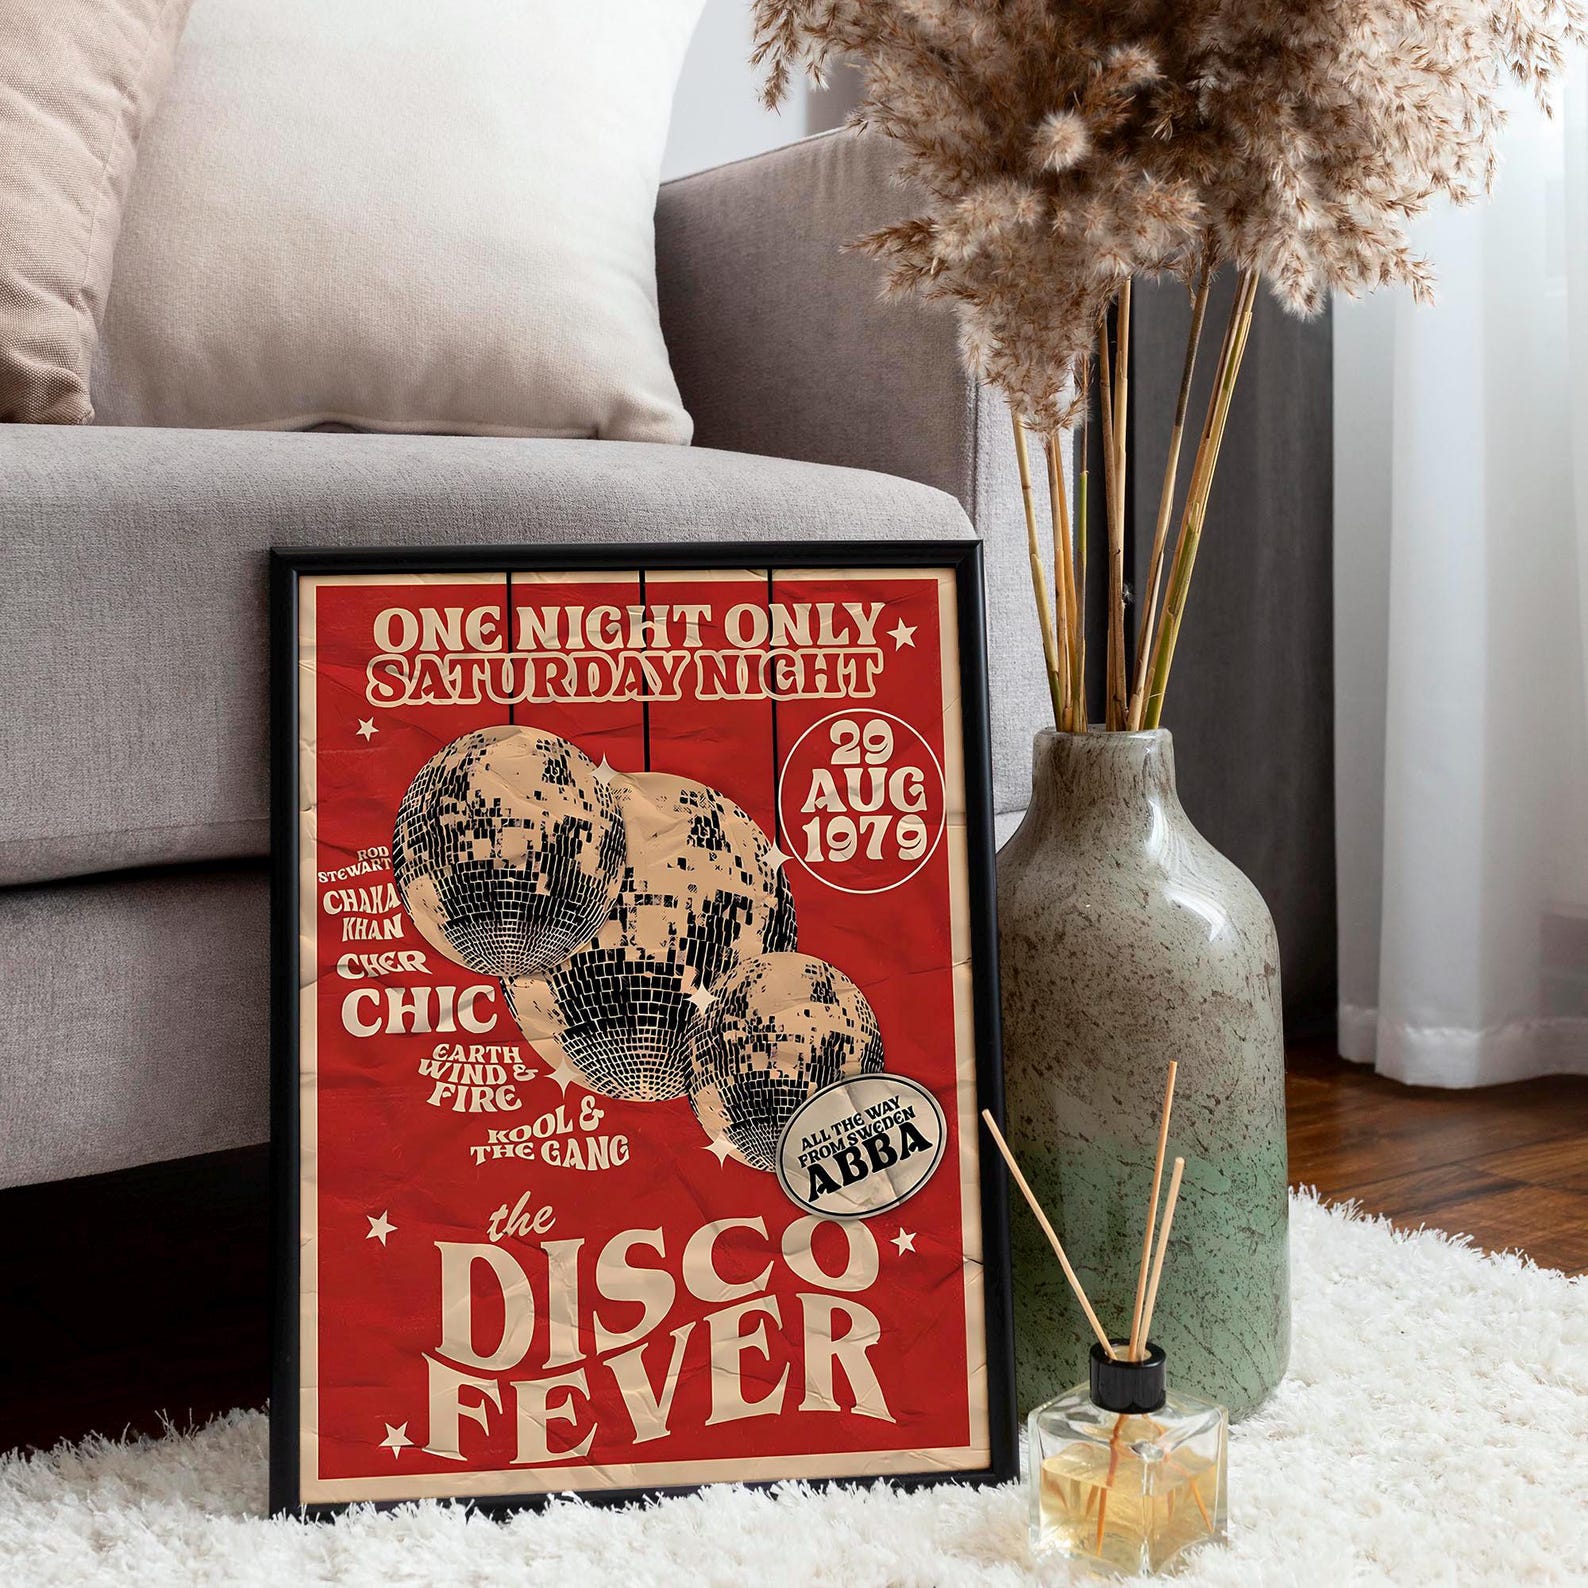 ONE NIGHT ONLY
SATURDAY NIGHT
29
AUG
1979
ROD
STEWART
CHAKA
KHAN
CHER
CHIC
EARTH
WIND &
FIRE
KOOL &
THE GANG
ALL THE WAY
FROM SWEDEN
ABBA
the
DISCO
FEVER